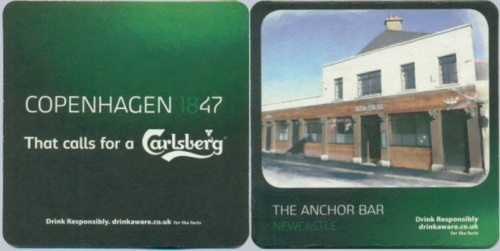 COPENHAGEN 1847
That calls for a Carlsberg
Drink Responsibly. drinkaware.co.uk for the facts
THE ANCHOR BAR
NEWCASTLE
Drink Responsibly
drinkaware.co.uk
for the facts